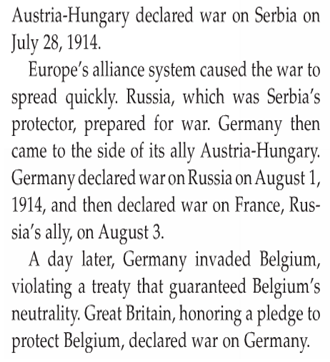 Austria-Hungary declared war on Serbia on
July 28, 1914.
Europe's alliance system caused the war to
spread quickly. Russia, which was Serbia's
protector, prepared for war. Germany then
came to the side of its ally Austria-Hungary.
Germany declared war on Russia on August 1,
1914, and then declared war on France, Rus-
sia's ally, on August 3.
A day later, Germany invaded Belgium,
violating a treaty that guaranteed Belgium's
neutrality. Great Britain, honoring a pledge to
protect Belgium, declared war on Germany.